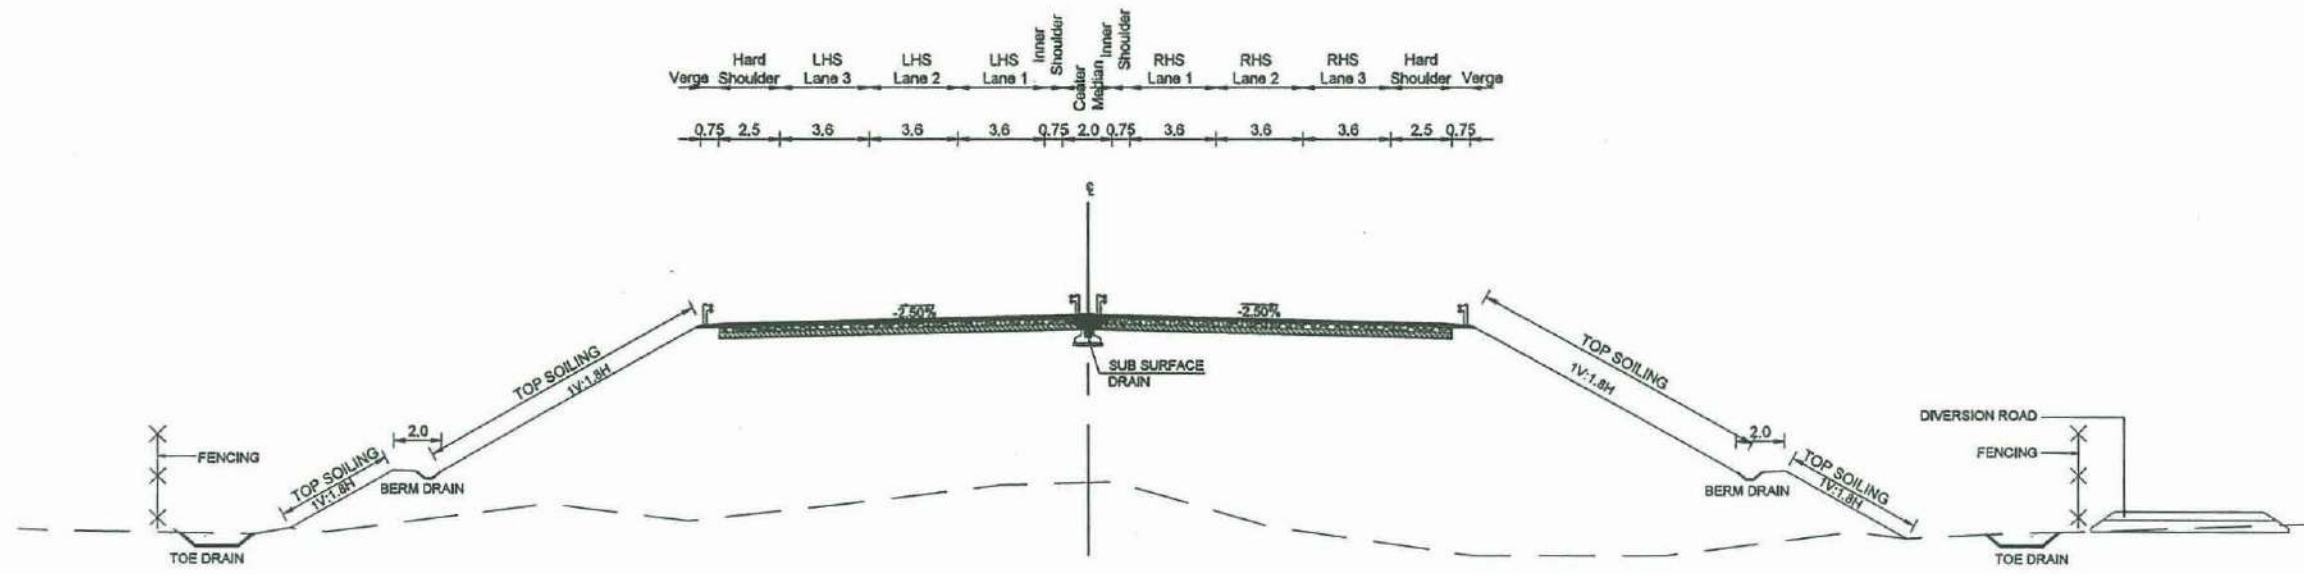 Verge
Hard
Shoulder
LHS
Lane 3
LHS
Lane 2
LHS
Lane 1
Inner
Shoulder
Center
Median
Inner
Shoulder
RHS
Lane 1
RHS
Lane 2
RHS
Lane 3
Hard
Shoulder
Verge
0.75 2.5 3.6 3.6 3.6 0.75 2.0 0.75 3.6 3.6 3.6 2.5 0.75
℄
-2.50%
-2.50%
SUB SURFACE
DRAIN
TOP SOILING
1V:1.8H
2.0
TOP SOILING
1V:1.8H
BERM DRAIN
FENCING
TOE DRAIN
TOP SOILING
1V:1.8H
2.0
TOP SOILING
1V:1.8H
BERM DRAIN
DIVERSION ROAD
FENCING
TOE DRAIN